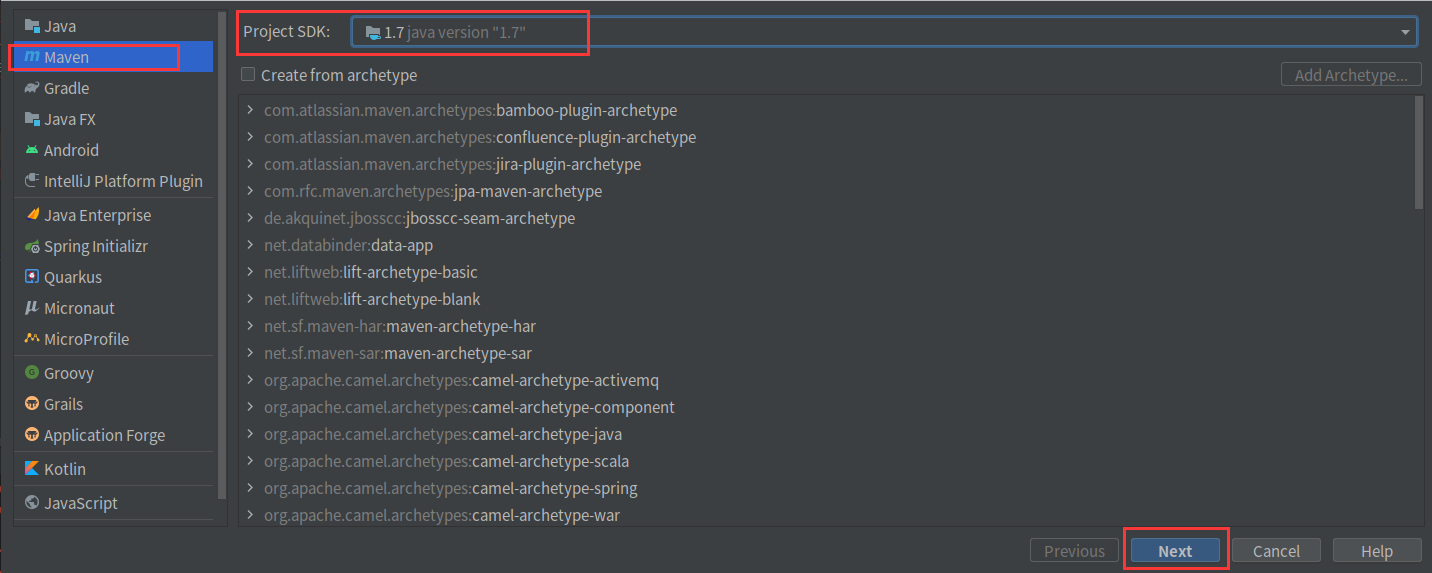 Java
Maven
Gradle
Java FX
Android
IntelliJ Platform Plugin
Java Enterprise
Spring Initializr
Quarkus
Micronaut
MicroProfile
Groovy
Grails
Application Forge
Kotlin
JavaScript
Project SDK: 1.7 java version "1.7"
Create from archetype Add Archetype...
com.atlassian.maven.archetypes:bamboo-plugin-archetype
com.atlassian.maven.archetypes:confluence-plugin-archetype
com.atlassian.maven.archetypes:jira-plugin-archetype
com.rfc.maven.archetypes:jpa-maven-archetype
de.akquinet.jbosscc:jbosscc-seam-archetype
net.databinder:data-app
net.liftweb:lift-archetype-basic
net.liftweb:lift-archetype-blank
net.sf.maven-har:maven-archetype-har
net.sf.maven-sar:maven-archetype-sar
org.apache.camel.archetypes:camel-archetype-activemq
org.apache.camel.archetypes:camel-archetype-component
org.apache.camel.archetypes:camel-archetype-java
org.apache.camel.archetypes:camel-archetype-scala
org.apache.camel.archetypes:camel-archetype-spring
org.apache.camel.archetypes:camel-archetype-war
Previous Next Cancel Help